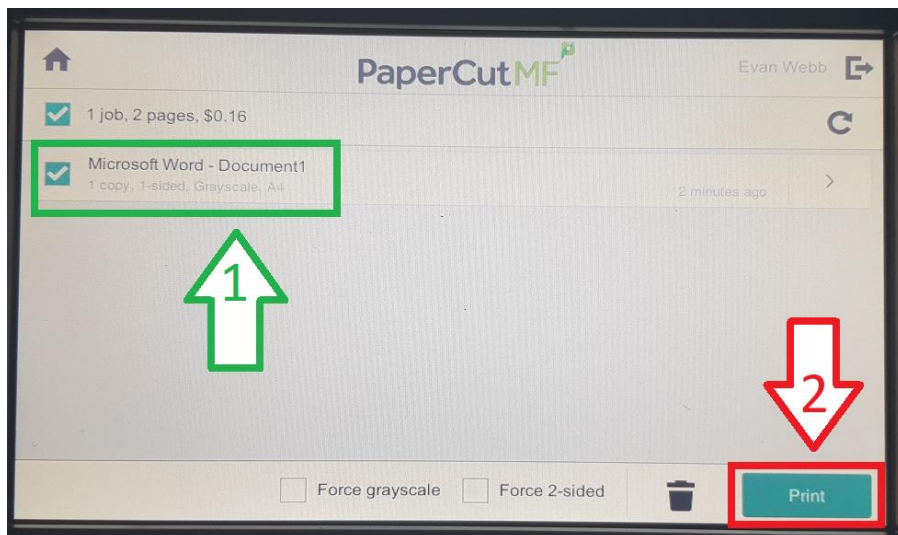 PaperCut MF
Evan Webb
1 job, 2 pages, $0.16
Microsoft Word - Document1
1 copy, 1-sided, Grayscale, A4
2 minutes ago
1
2
Force grayscale
Force 2-sided
Print